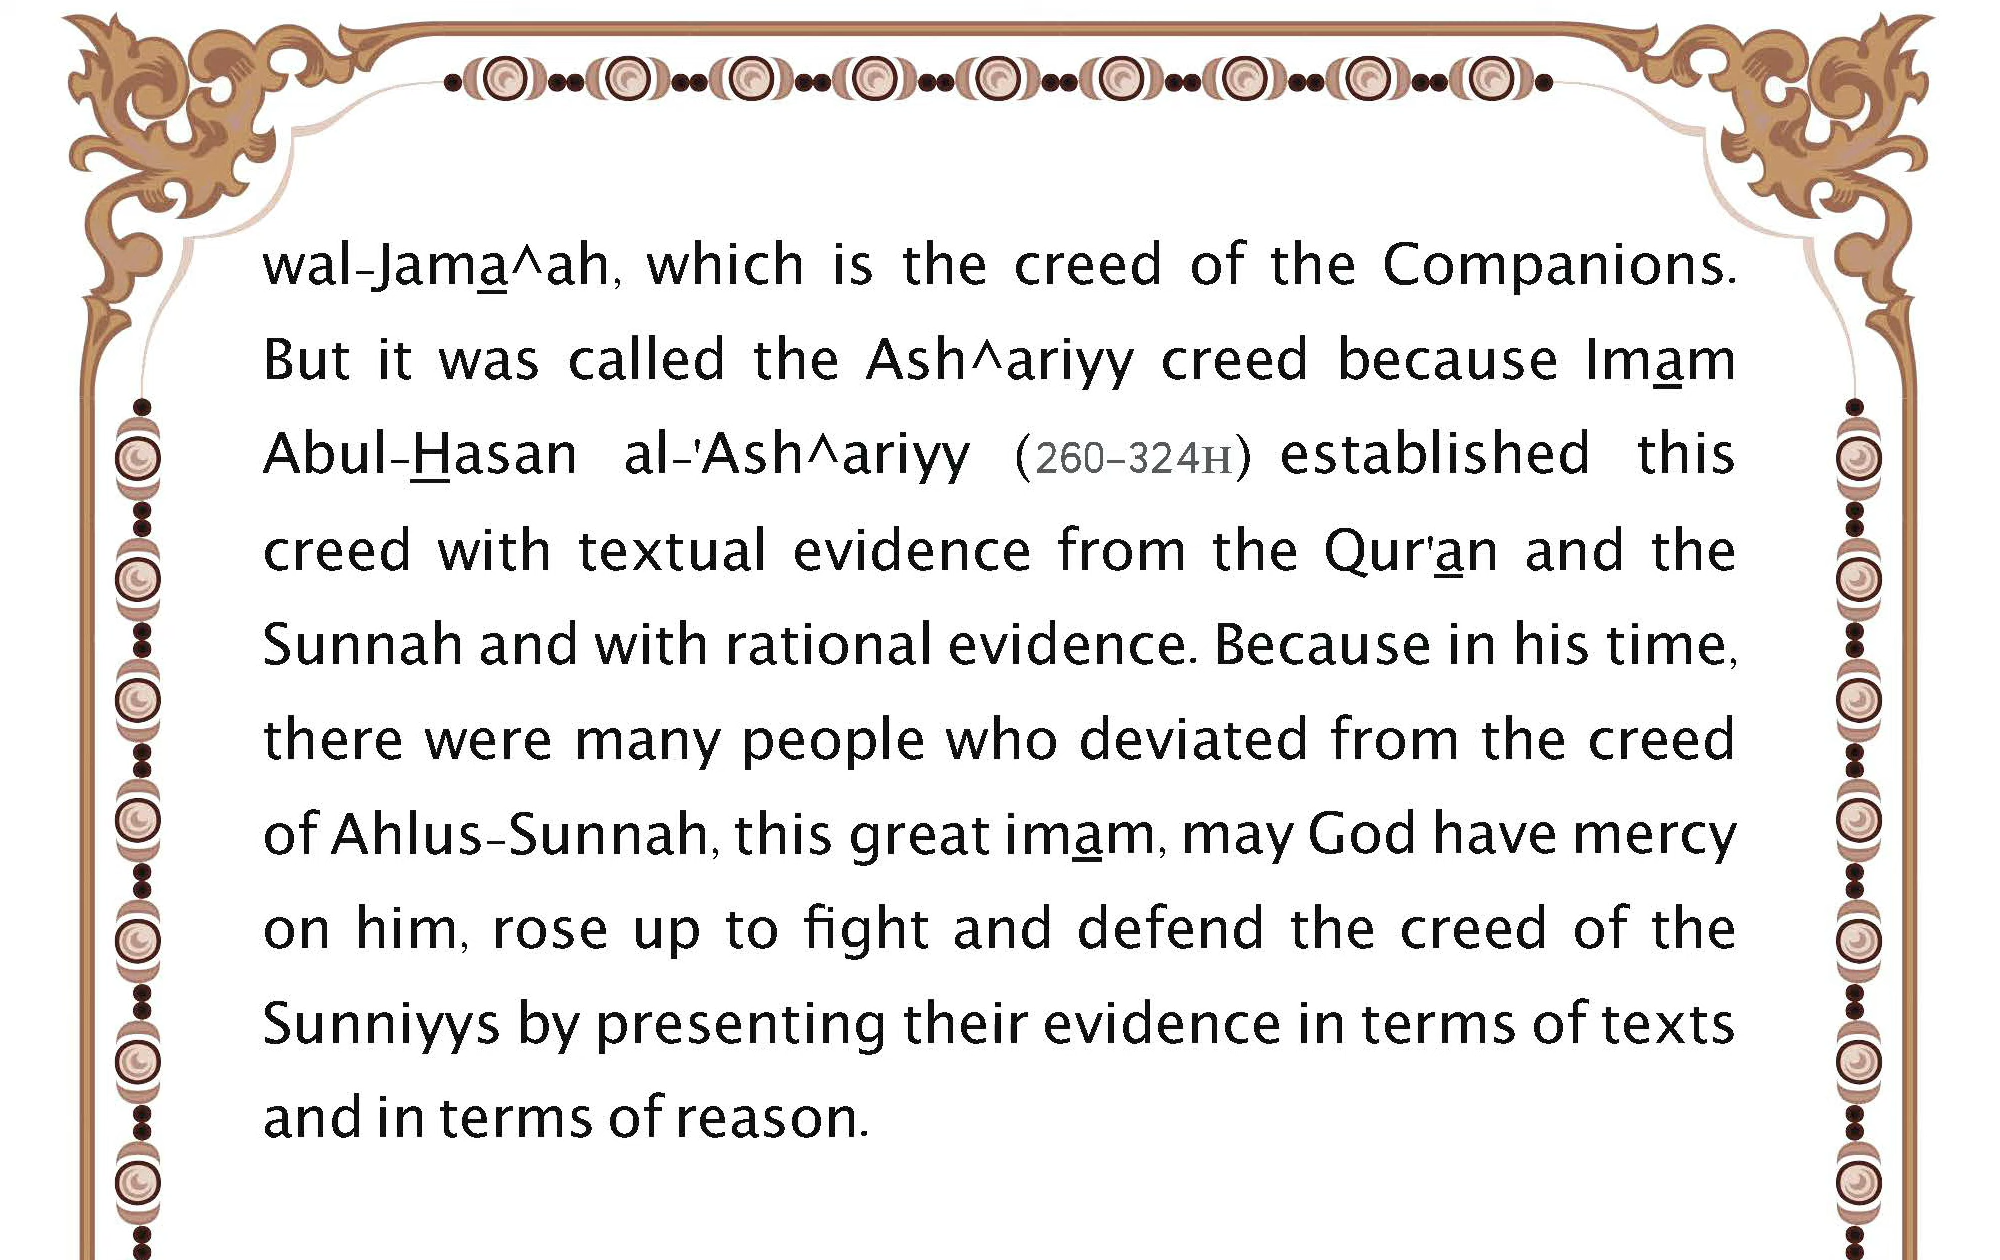 wal-Jama̲^ah, which is the creed of the Companions.
But it was called the Ash^ariyy creed because Ima̲m
Abul-H̲asan al-'Ash^ariyy (260-324H) established this
creed with textual evidence from the Qur'a̲n and the
Sunnah and with rational evidence. Because in his time,
there were many people who deviated from the creed
of Ahlus-Sunnah, this great ima̲m, may God have mercy
on him, rose up to fight and defend the creed of the
Sunniyys by presenting their evidence in terms of texts
and in terms of reason.